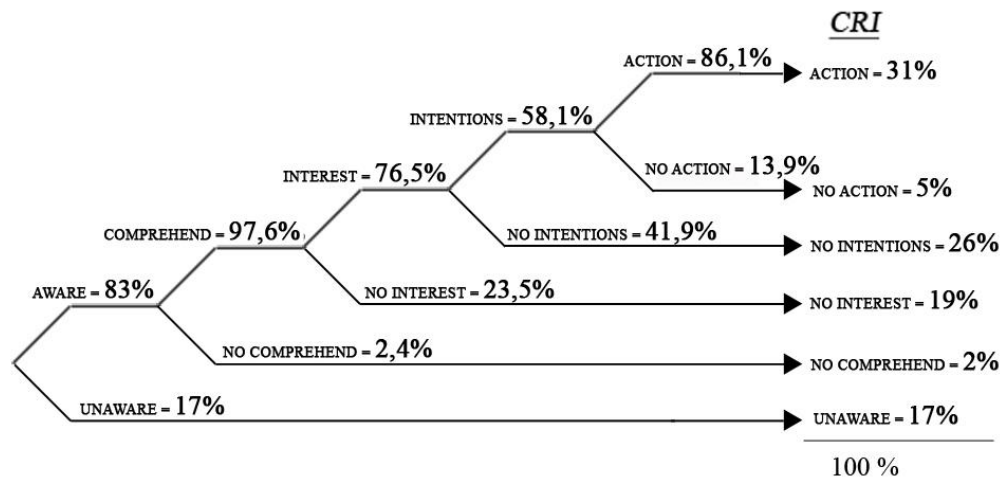 CRI
ACTION = 86,1%
ACTION = 31%
INTENTIONS = 58,1%
NO ACTION = 13,9%
NO ACTION = 5%
INTEREST = 76,5%
NO INTENTIONS = 41,9%
NO INTENTIONS = 26%
COMPREHEND = 97,6%
NO INTEREST = 23,5%
NO INTEREST = 19%
AWARE = 83%
NO COMPREHEND = 2,4%
NO COMPREHEND = 2%
UNAWARE = 17%
UNAWARE = 17%
100 %